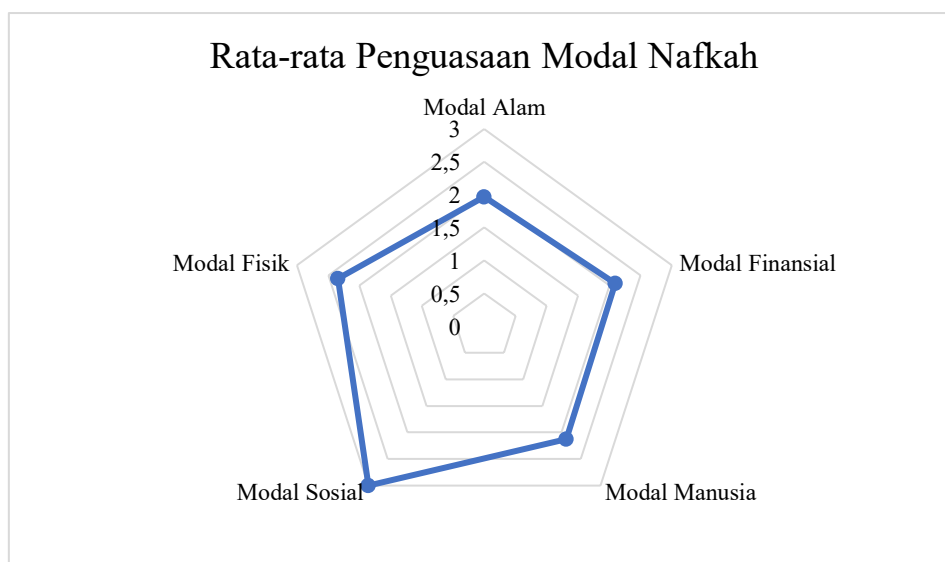 Rata-rata Penguasaan Modal Nafkah
Modal Alam
3
2,5
2
1,5
1
0,5
0
Modal Fisik
Modal Finansial
Modal Sosial
Modal Manusia